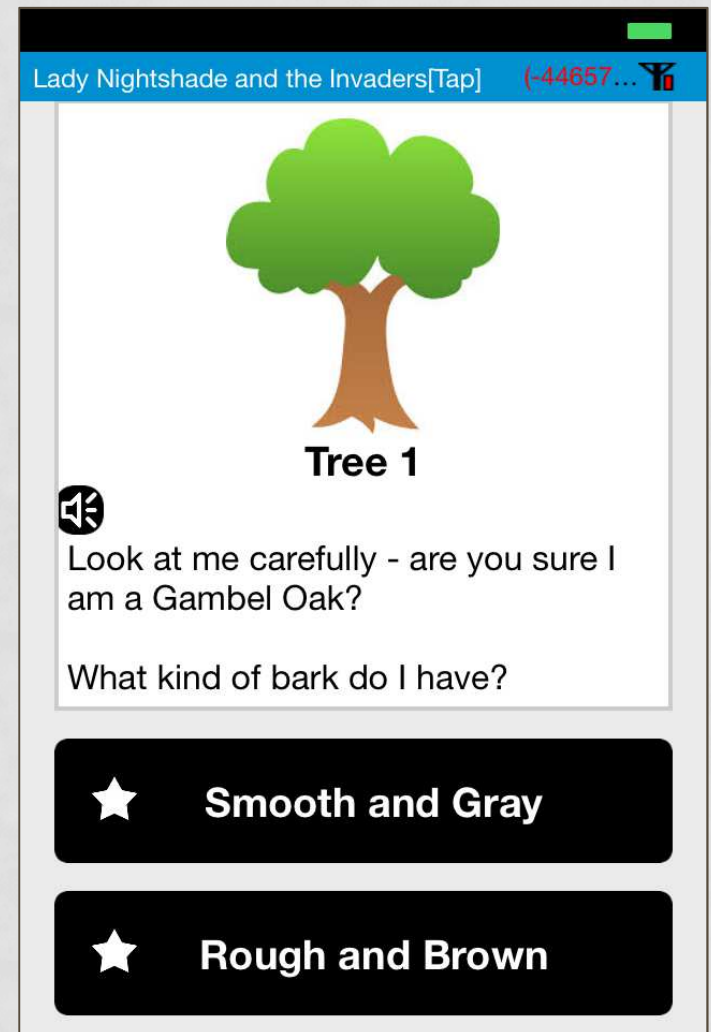 Lady Nightshade and the Invaders[Tap] (-44657...
Tree 1
Look at me carefully - are you sure I
am a Gambel Oak?
What kind of bark do I have?
Smooth and Gray
Rough and Brown